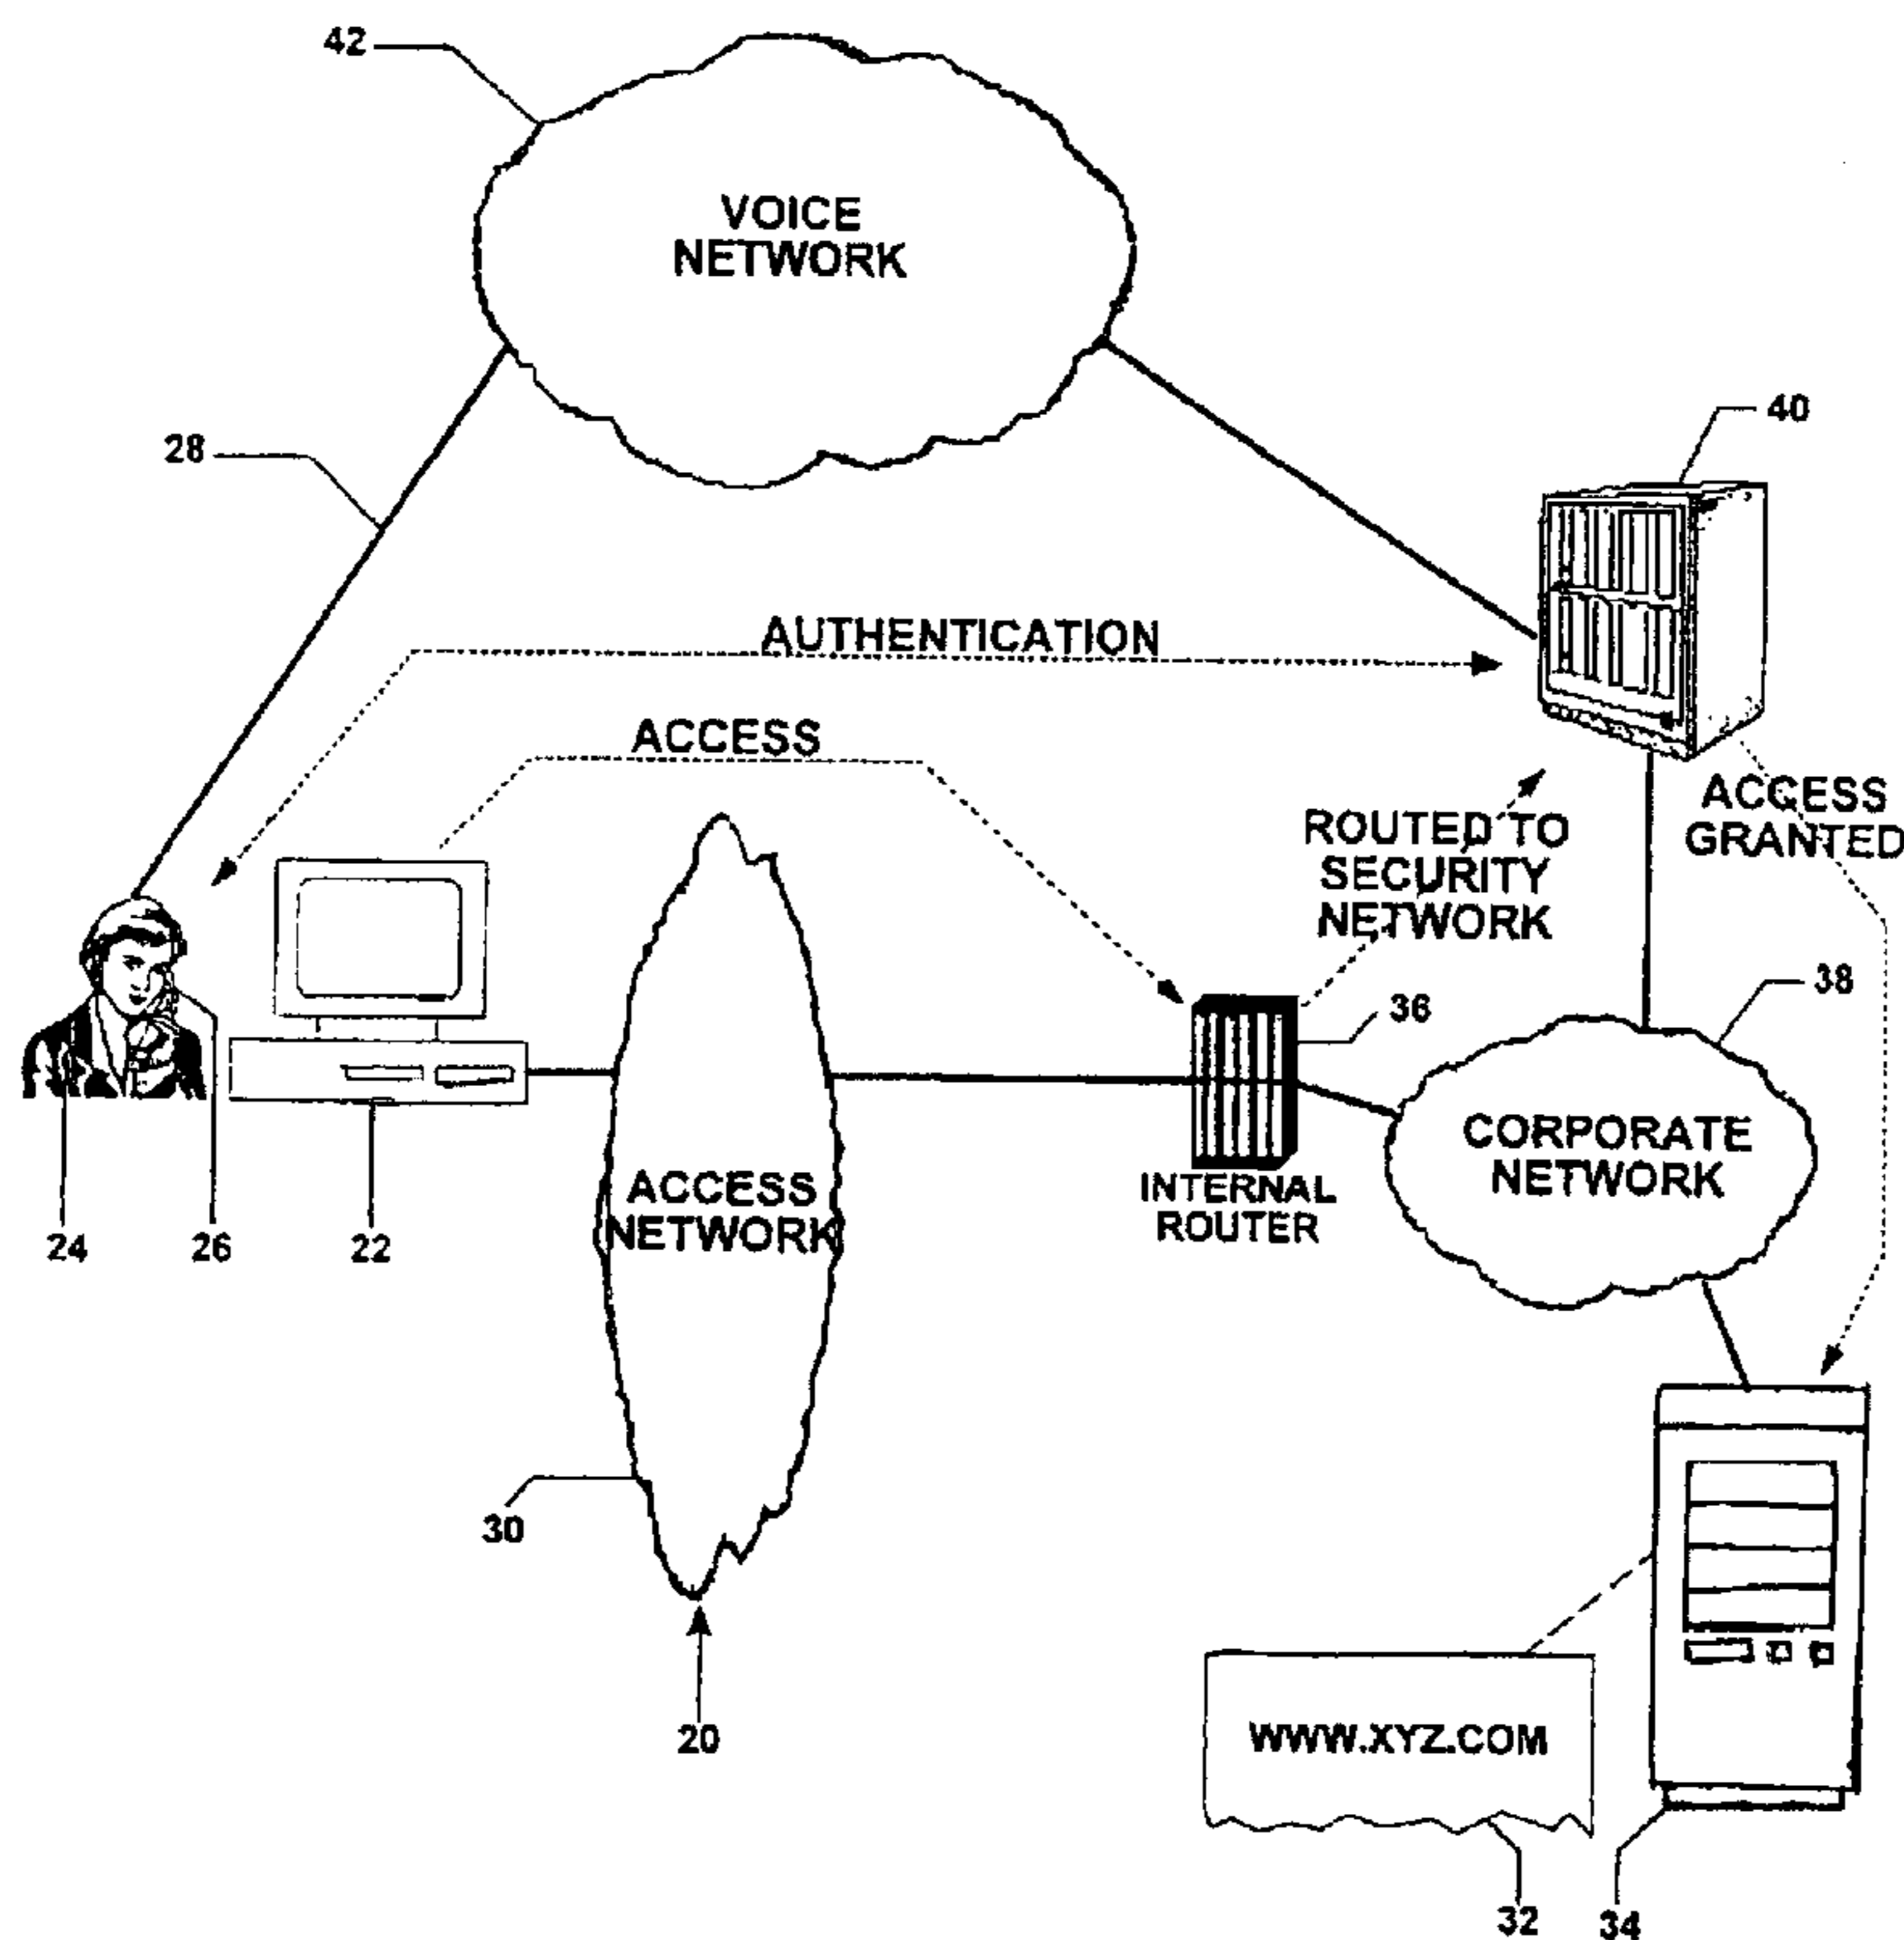 42
VOICE
NETWORK
40
28
AUTHENTICATION
ACCESS
ACCESS
GRANTED
ROUTED TO
SECURITY
NETWORK
38
36
CORPORATE
NETWORK
ACCESS
NETWORK
INTERNAL
ROUTER
24
26
22
30
20
WWW.XYZ.COM
32
34